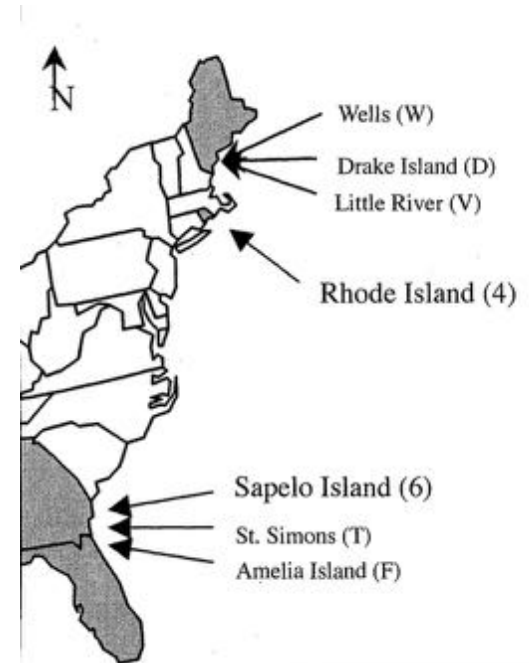 N
Wells (W)
Drake Island (D)
Little River (V)
Rhode Island (4)
Sapelo Island (6)
St. Simons (T)
Amelia Island (F)